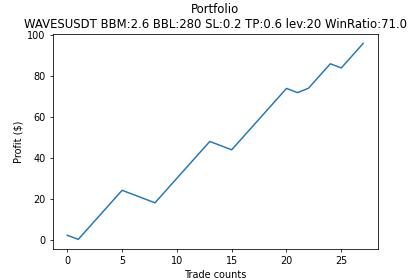 Portfolio
WAVESUSDT BBM:2.6 BBL:280 SL:0.2 TP:0.6 lev:20 WinRatio:71.0
100
80
60
40
20
0
Profit ($)
0 5 10 15 20 25
Trade counts